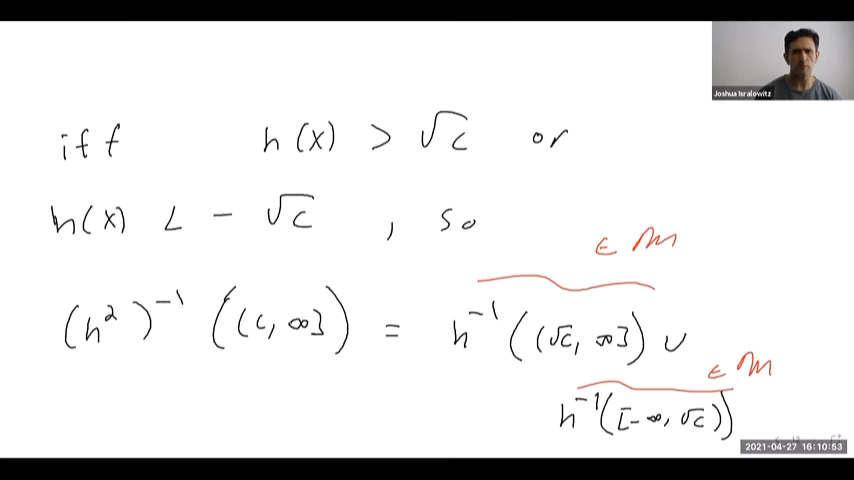 Joshua Isralowitz
iff h(x) > √c or
h(x) < - √c , so
∈ M
(h²)⁻¹ ((c, ∞]) = h⁻¹((√c, ∞]) ∪
∈ M
h⁻¹([-∞, √c))
2021-04-27 16:10:53